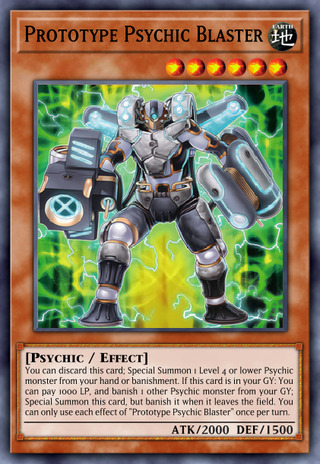 Prototype Psychic Blaster
EARTH
地
[Psychic / Effect]
You can discard this card; Special Summon 1 Level 4 or lower Psychic
monster from your hand or banishment. If this card is in your GY: You
can pay 1000 LP, and banish 1 other Psychic monster from your GY;
Special Summon this card, but banish it when it leaves the field. You
can only use each effect of "Prototype Psychic Blaster" once per turn.
ATK/2000 DEF/1500